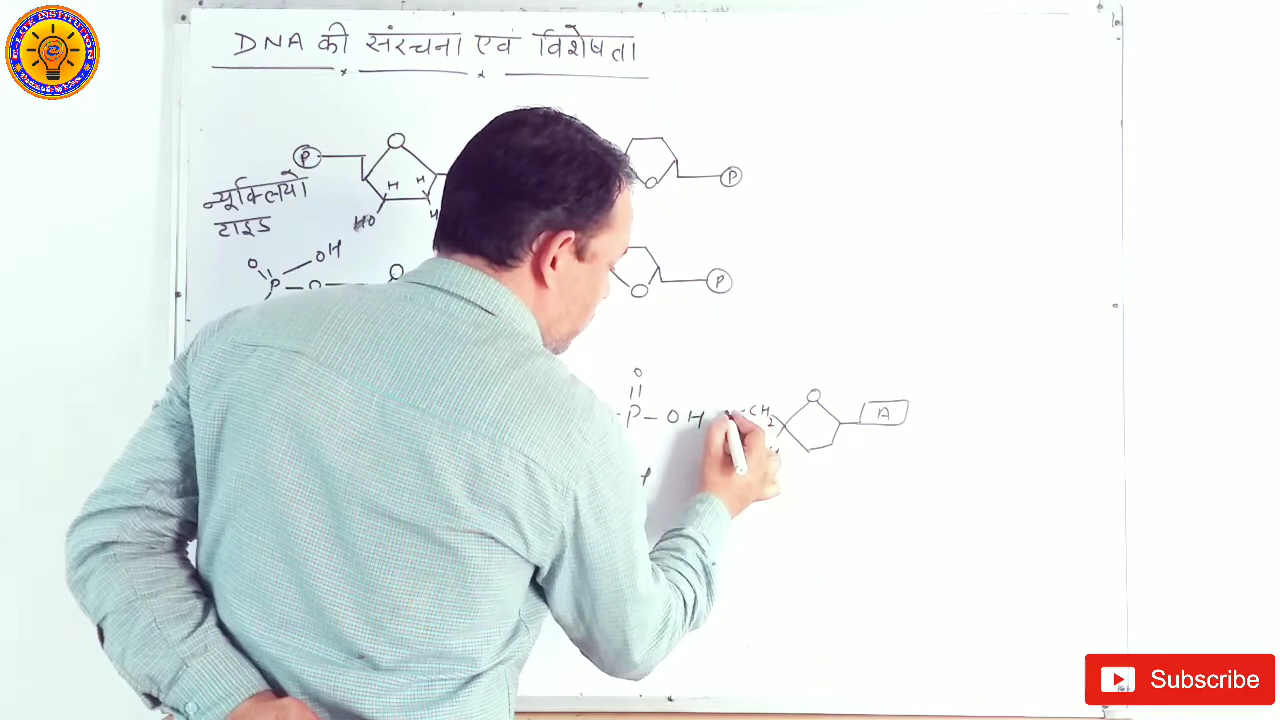 DNA की संरचना एवं विशेषता
P
P
H H
HO H
न्यूक्लियो
टाइड
O OH
P – O
P
O
P – OH
CH2
A
Subscribe